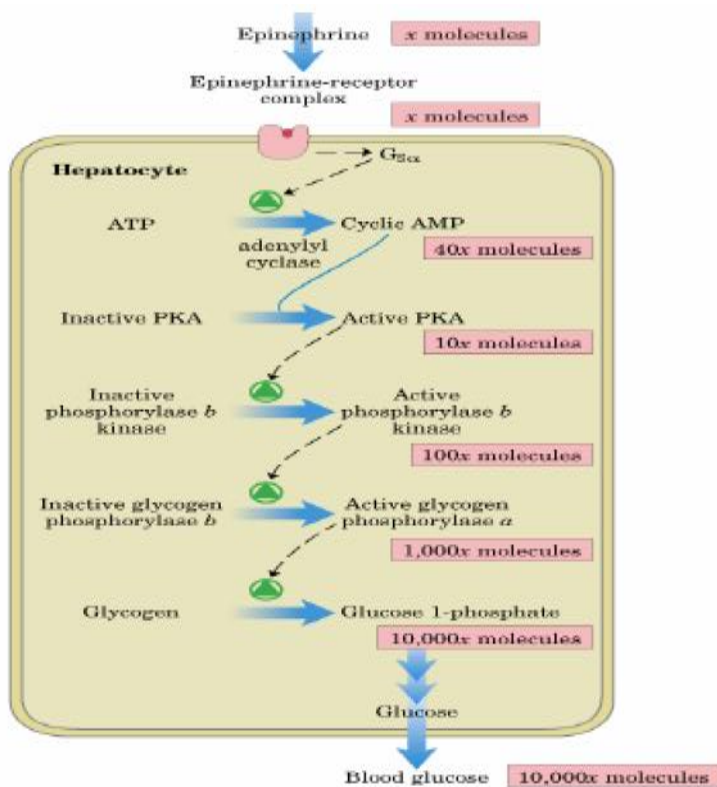 Epinephrine x molecules
Epinephrine-receptor
complex
x molecules
Hepatocyte
GSα
ATP
Cyclic AMP
adenylyl
cyclase
40x molecules
Inactive PKA
Active PKA
10x molecules
Inactive
phosphorylase b
kinase
Active
phosphorylase b
kinase
100x molecules
Inactive glycogen
phosphorylase b
Active glycogen
phosphorylase a
1,000x molecules
Glycogen
Glucose 1-phosphate
10,000x molecules
Glucose
Blood glucose 10,000x molecules